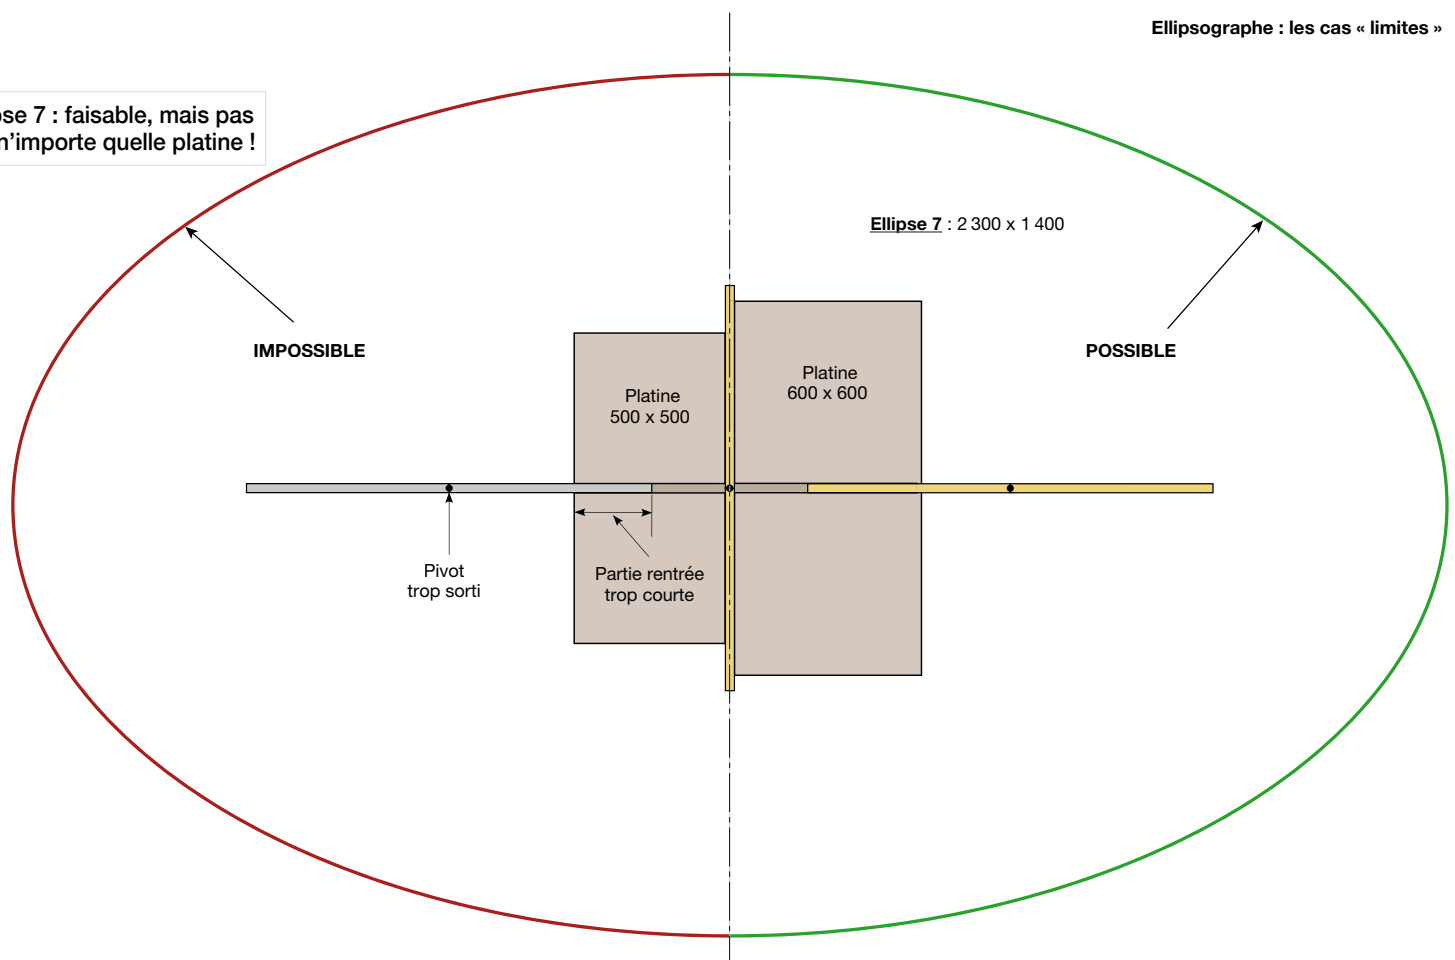 Ellipsographe : les cas « limites »
7 : faisable, mais pas
n’importe quelle platine !
Ellipse 7 : 2 300 x 1 400
IMPOSSIBLE
POSSIBLE
Platine
600 x 600
Platine
500 x 500
Pivot
trop sorti
Partie rentrée
trop courte